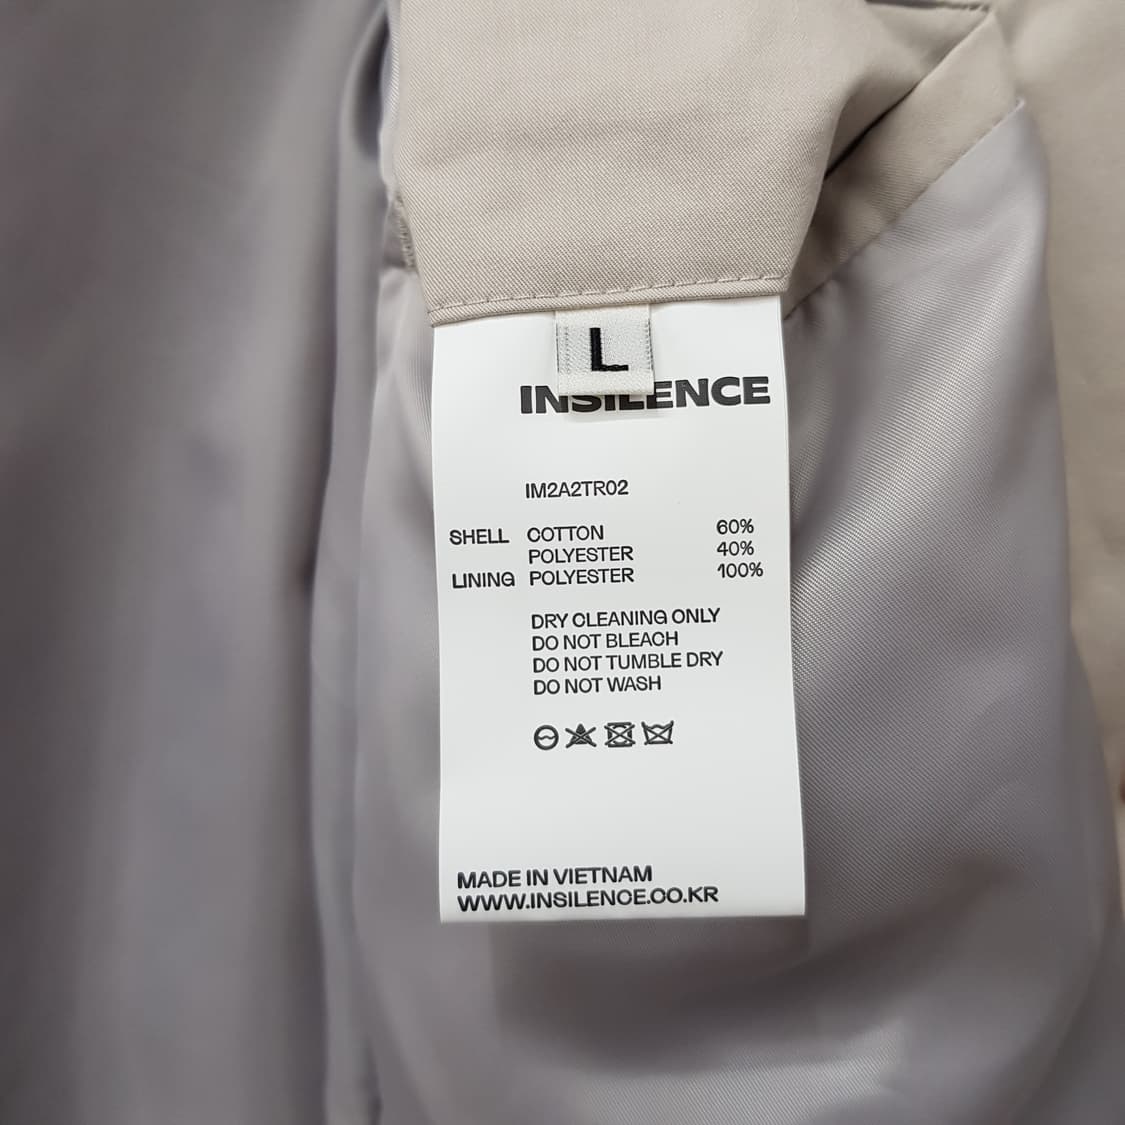 L
INSILENCE
IM2A2TR02
SHELL COTTON 60%
POLYESTER 40%
LINING POLYESTER 100%
DRY CLEANING ONLY
DO NOT BLEACH
DO NOT TUMBLE DRY
DO NOT WASH
MADE IN VIETNAM
WWW.INSILENCE.CO.KR